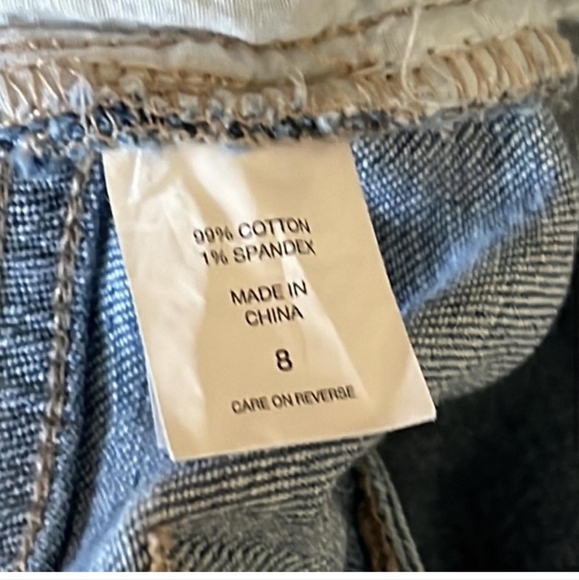 99% COTTON
1% SPANDEX
MADE IN
CHINA
8
CARE ON REVERSE